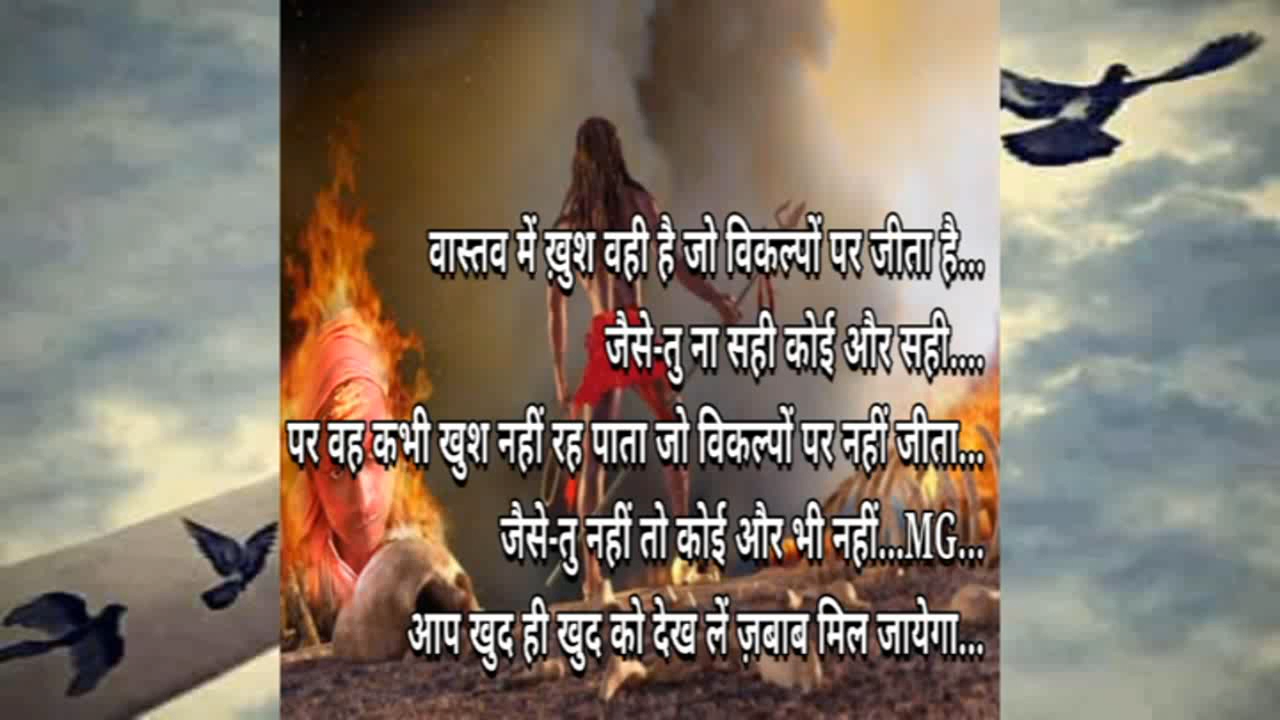 वास्तव में ख़ुश वही है जो विकल्पों पर जीता है...
जैसे-तु ना सही कोई और सही....
पर वह कभी खुश नहीं रह पाता जो विकल्पों पर नहीं जीता...
जैसे-तु नहीं तो कोई और भी नहीं...MG...
आप खुद ही खुद को देख लें ज़बाब मिल जायेगा...